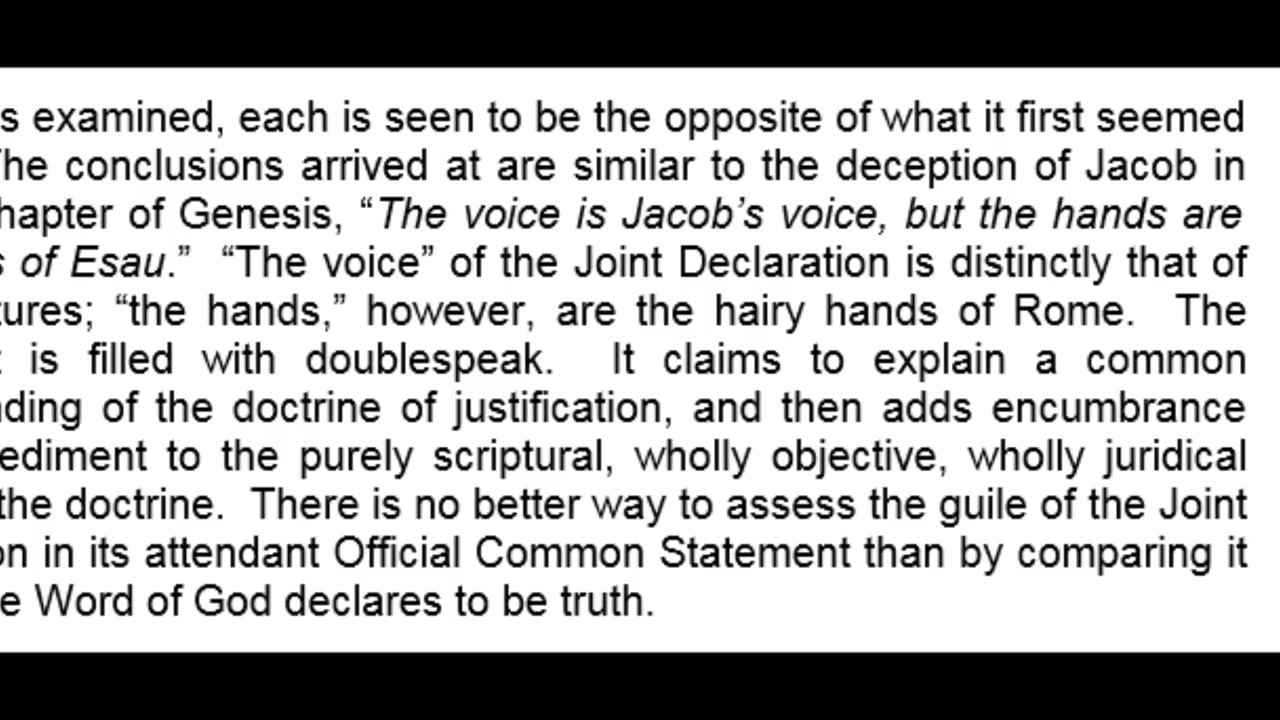 s examined, each is seen to be the opposite of what it first seemed
The conclusions arrived at are similar to the deception of Jacob in
hapter of Genesis, “The voice is Jacob’s voice, but the hands are
s of Esau.” “The voice” of the Joint Declaration is distinctly that of
tures; “the hands,” however, are the hairy hands of Rome. The
t is filled with doublespeak. It claims to explain a common
ding of the doctrine of justification, and then adds encumbrance
ediment to the purely scriptural, wholly objective, wholly juridical
the doctrine. There is no better way to assess the guile of the Joint
on in its attendant Official Common Statement than by comparing it
e Word of God declares to be truth.